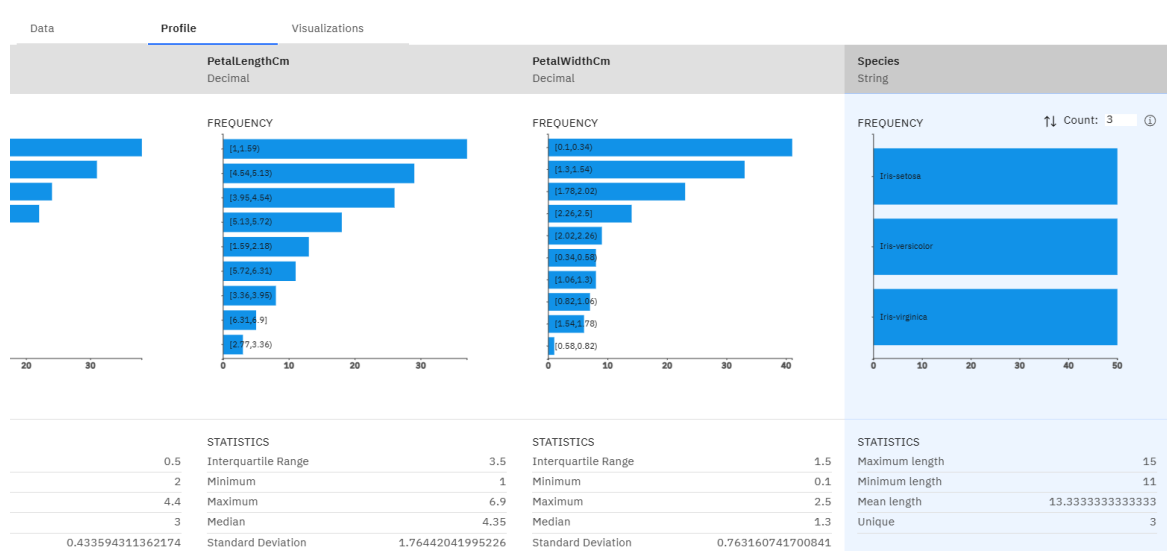 Data Profile Visualizations
PetalLengthCm PetalWidthCm Species
Decimal Decimal String
FREQUENCY FREQUENCY FREQUENCY Count: 3
[1,1.59)
[4.54,5.13)
[3.95,4.54)
[5.13,5.72)
[1.59,2.18)
[5.72,6.31)
[3.36,3.95)
[6.31,6.9]
[2.77,3.36)
[0.1,0.34)
[1.3,1.54)
[1.78,2.02)
[2.26,2.5]
[2.02,2.26)
[0.34,0.58)
[1.06,1.3)
[0.82,1.06)
[1.54,1.78)
[0.58,0.82)
Iris-setosa
Iris-versicolor
Iris-virginica
20 30 0 10 20 30 0 10 20 30 40 0 10 20 30 40 50
STATISTICS STATISTICS STATISTICS
0.5 Interquartile Range 3.5 Interquartile Range 1.5 Maximum length 15
2 Minimum 1 Minimum 0.1 Minimum length 11
4.4 Maximum 6.9 Maximum 2.5 Mean length 13.3333333333333
3 Median 4.35 Median 1.3 Unique 3
0.433594311362174 Standard Deviation 1.76442041995226 Standard Deviation 0.763160741700841